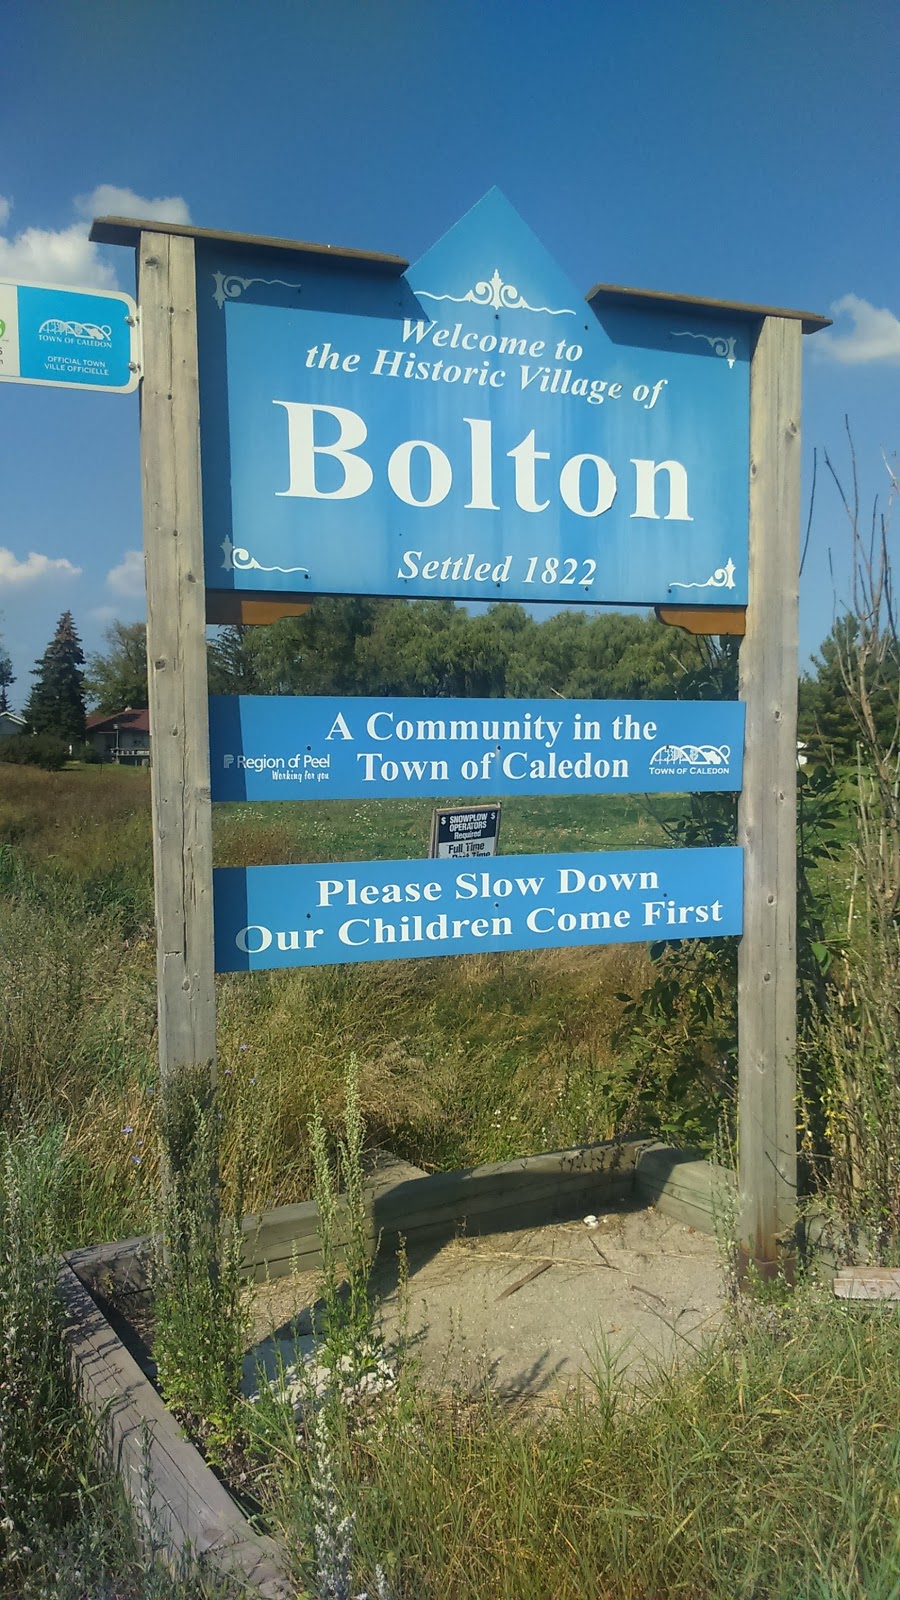 Welcome to
the Historic Village of
Bolton
Settled 1822
TOWN OF CALEDON
OFFICIAL TOWN
VILLE OFFICIELLE
A Community in the
Town of Caledon
Region of Peel
Working for you
TOWN OF CALEDON
$ SNOWPLOW $
OPERATORS
Required
Full Time
Part Time
Please Slow Down
Our Children Come First